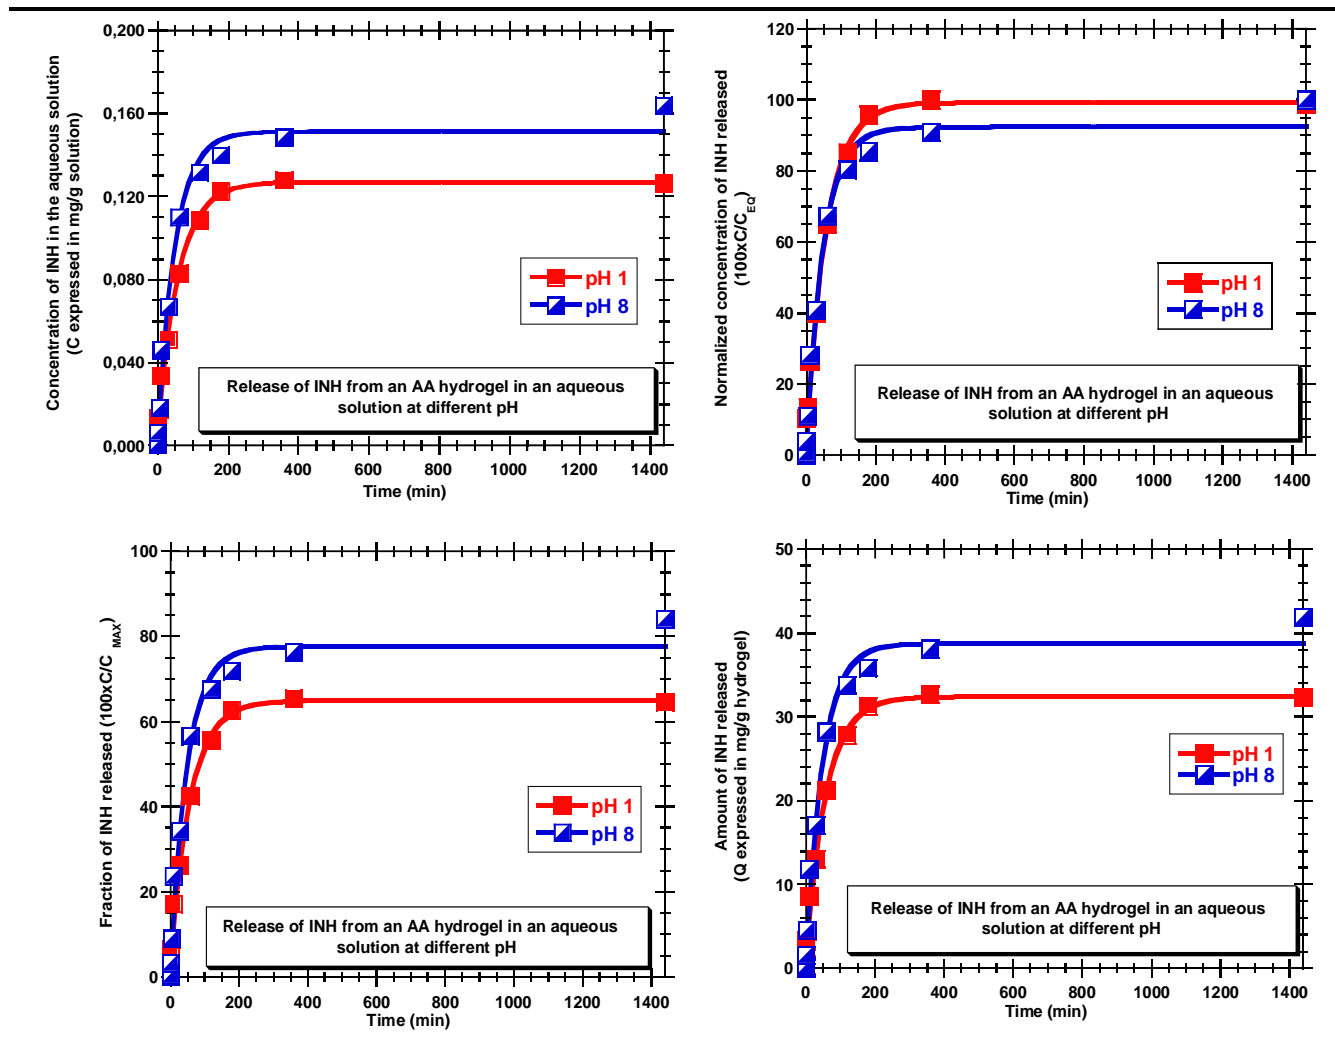 Concentration of INH in the aqueous solution
(C expressed in mg/g solution)
0,200
0,160
0,120
0,080
0,040
0,000
pH 1
pH 8
Release of INH from an AA hydrogel in an aqueous
solution at different pH
0 200 400 600 800 1000 1200 1400
Time (min)
Normalized concentration of INH released
(100xC/C_EQ)
120
100
80
60
40
20
0
pH 1
pH 8
Release of INH from an AA hydrogel in an aqueous
solution at different pH
0 200 400 600 800 1000 1200 1400
Time (min)
Fraction of INH released (100xC/C_MAX)
100
80
60
40
20
0
pH 1
pH 8
Release of INH from an AA hydrogel in an aqueous
solution at different pH
0 200 400 600 800 1000 1200 1400
Time (min)
Amount of INH released
(Q expressed in mg/g hydrogel)
50
40
30
20
10
0
pH 1
pH 8
Release of INH from an AA hydrogel in an aqueous
solution at different pH
0 200 400 600 800 1000 1200 1400
Time (min)